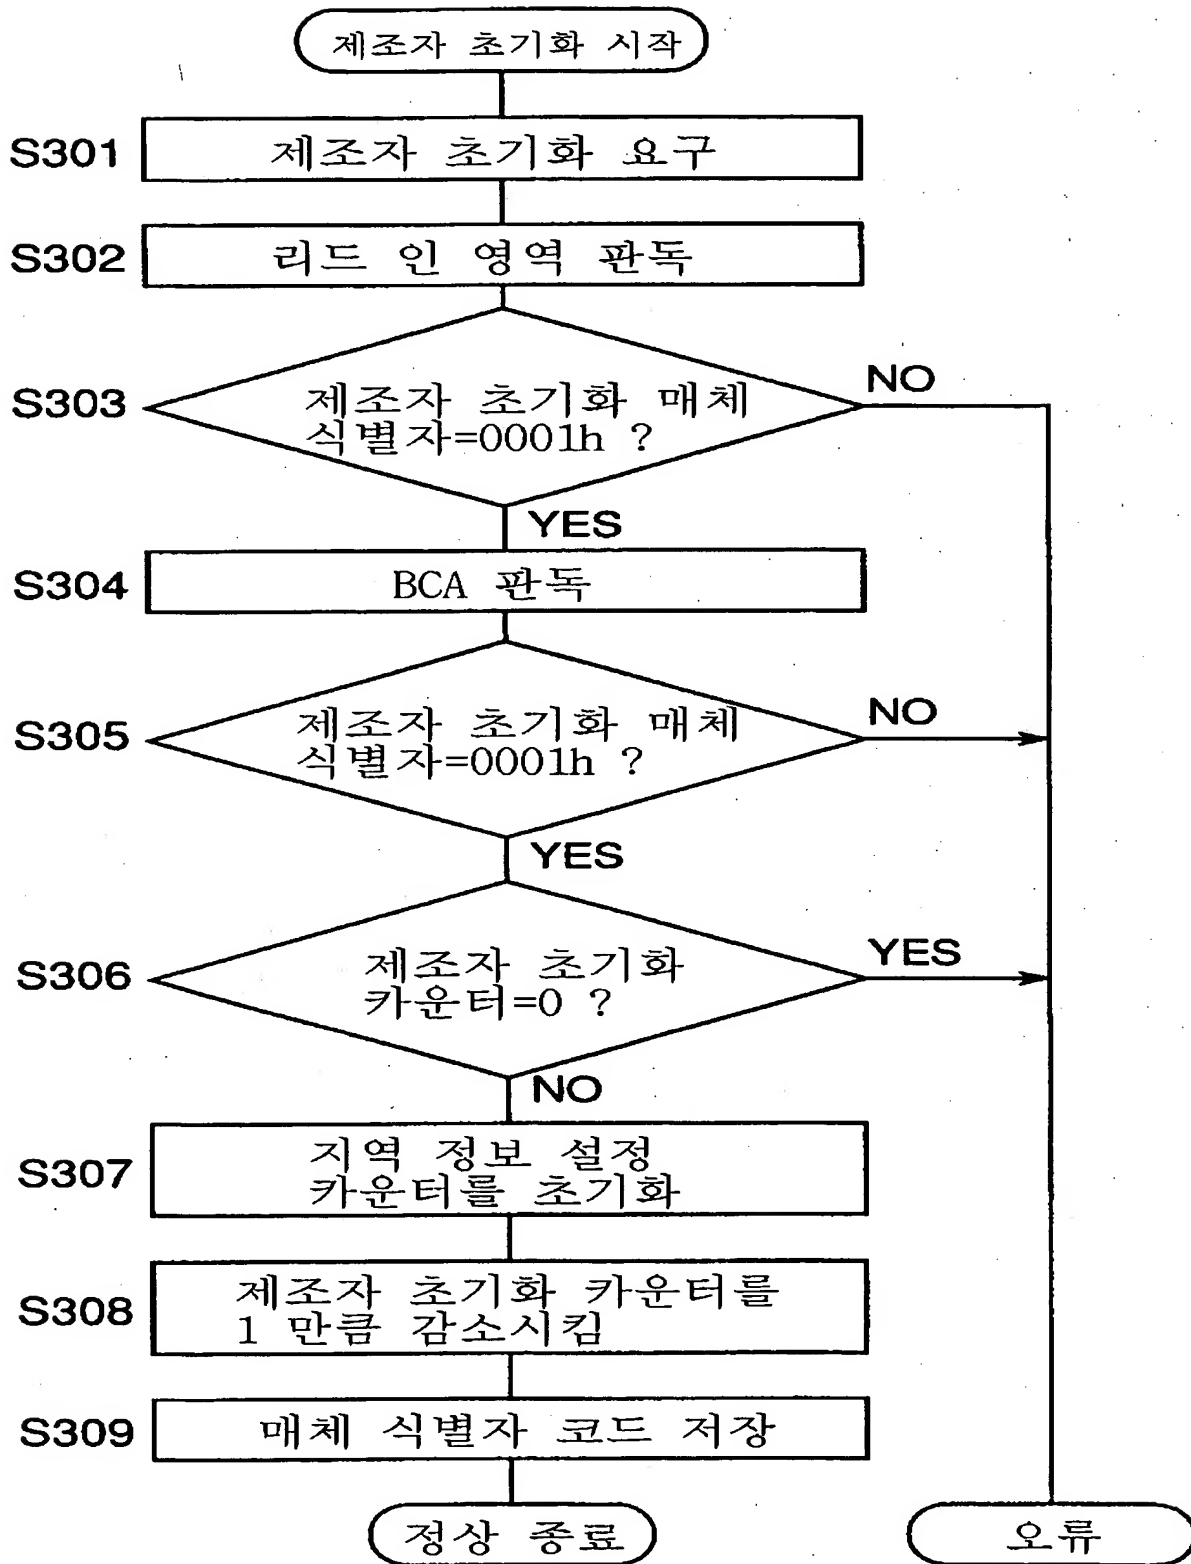 제조자 초기화 시작
S301
제조자 초기화 요구
S302
리드 인 영역 판독
S303
제조자 초기화 매체
식별자=0001h ?
NO
YES
S304
BCA 판독
S305
제조자 초기화 매체
식별자=0001h ?
NO
YES
S306
제조자 초기화
카운터=0 ?
YES
NO
S307
지역 정보 설정
카운터를 초기화
S308
제조자 초기화 카운터를
1 만큼 감소시킴
S309
매체 식별자 코드 저장
정상 종료
오류